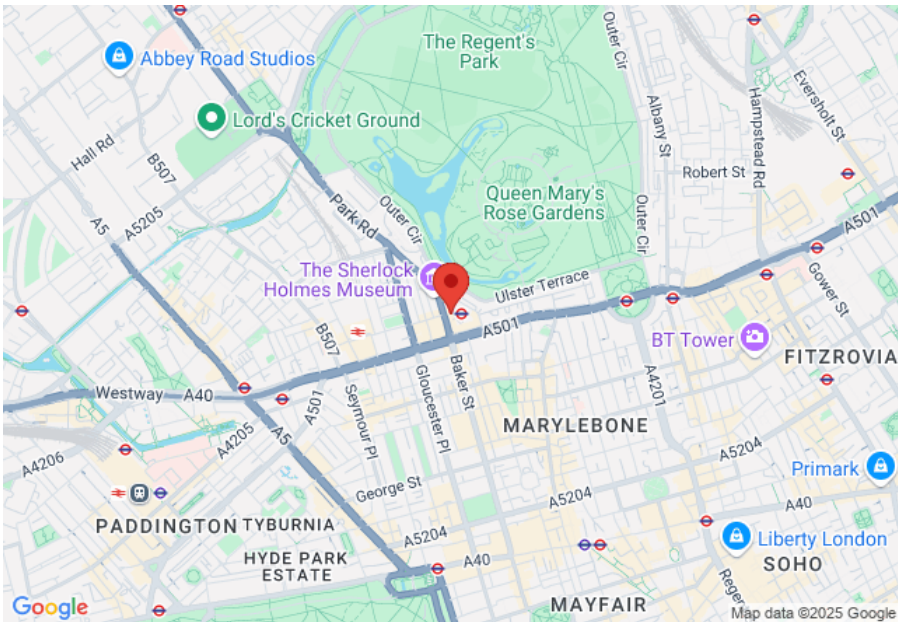 The Regent's
Park
Outer Cir
Abbey Road Studios
Eversholt St
Hampstead Rd
Albany St
Lord's Cricket Ground
Hall Rd
B507
Robert St
A5205
A5
Park Rd
Outer Cir
Queen Mary's
Rose Gardens
Outer Cir
A501
The Sherlock
Holmes Museum
Ulster Terrace
Gower St
A501
B507
BT Tower
FITZROVIA
Westway
A40
A501
Seymour Pl
Gloucester Pl
Baker St
A4201
MARYLEBONE
A4206
A4205
A5
A5204
Primark
George St
A5204
A40
PADDINGTON
TYBURNIA
A5204
Liberty London
HYDE PARK
ESTATE
A40
SOHO
Rege
MAYFAIR
Google
Map data ©2025 Google